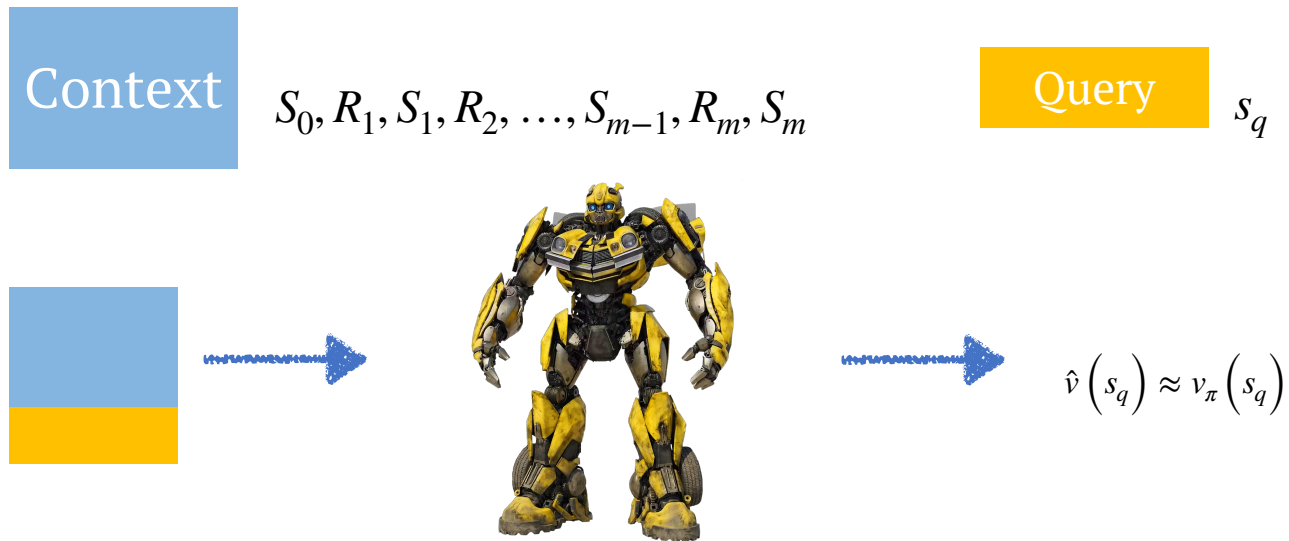 Context
S_0, R_1, S_1, R_2, …, S_{m−1}, R_m, S_m
Query
s_q
v̂(s_q) ≈ v_π(s_q)